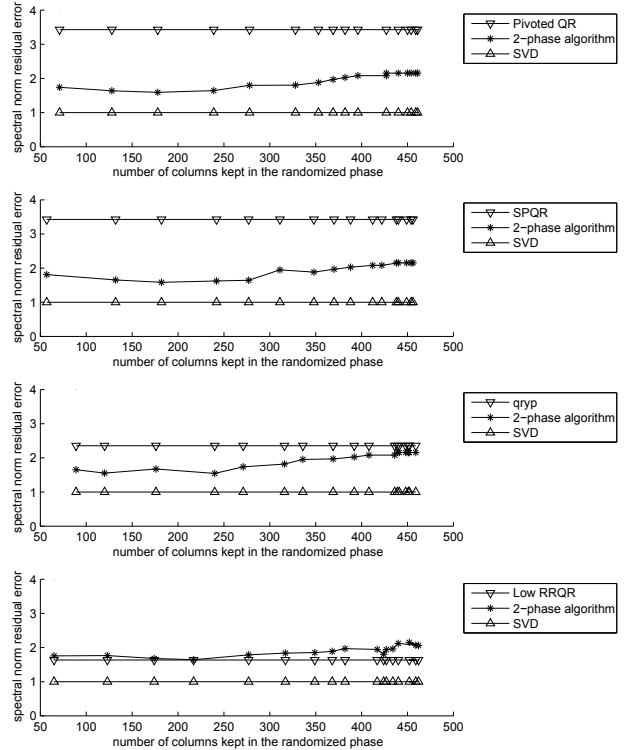 4
3
2
1
0
50 100 150 200 250 300 350 400 450 500
spectral norm residual error
number of columns kept in the randomized phase
Pivoted QR
2−phase algorithm
SVD
4
3
2
1
0
50 100 150 200 250 300 350 400 450 500
spectral norm residual error
number of columns kept in the randomized phase
SPQR
2−phase algorithm
SVD
4
3
2
1
0
50 100 150 200 250 300 350 400 450 500
spectral norm residual error
number of columns kept in the randomized phase
qryp
2−phase algorithm
SVD
4
3
2
1
0
50 100 150 200 250 300 350 400 450 500
spectral norm residual error
number of columns kept in the randomized phase
Low RRQR
2−phase algorithm
SVD